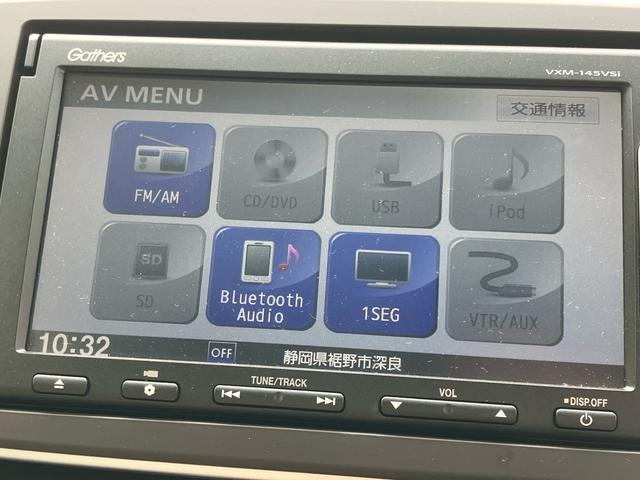 Gathers
VXM-145VSi
AV MENU
交通情報
FM/AM
CD/DVD
USB
iPod
SD
SD
Bluetooth
Audio
1SEG
VTR/AUX
10:32
OFF
静岡県裾野市深良
TUNE/TRACK
VOL
DISP.OFF